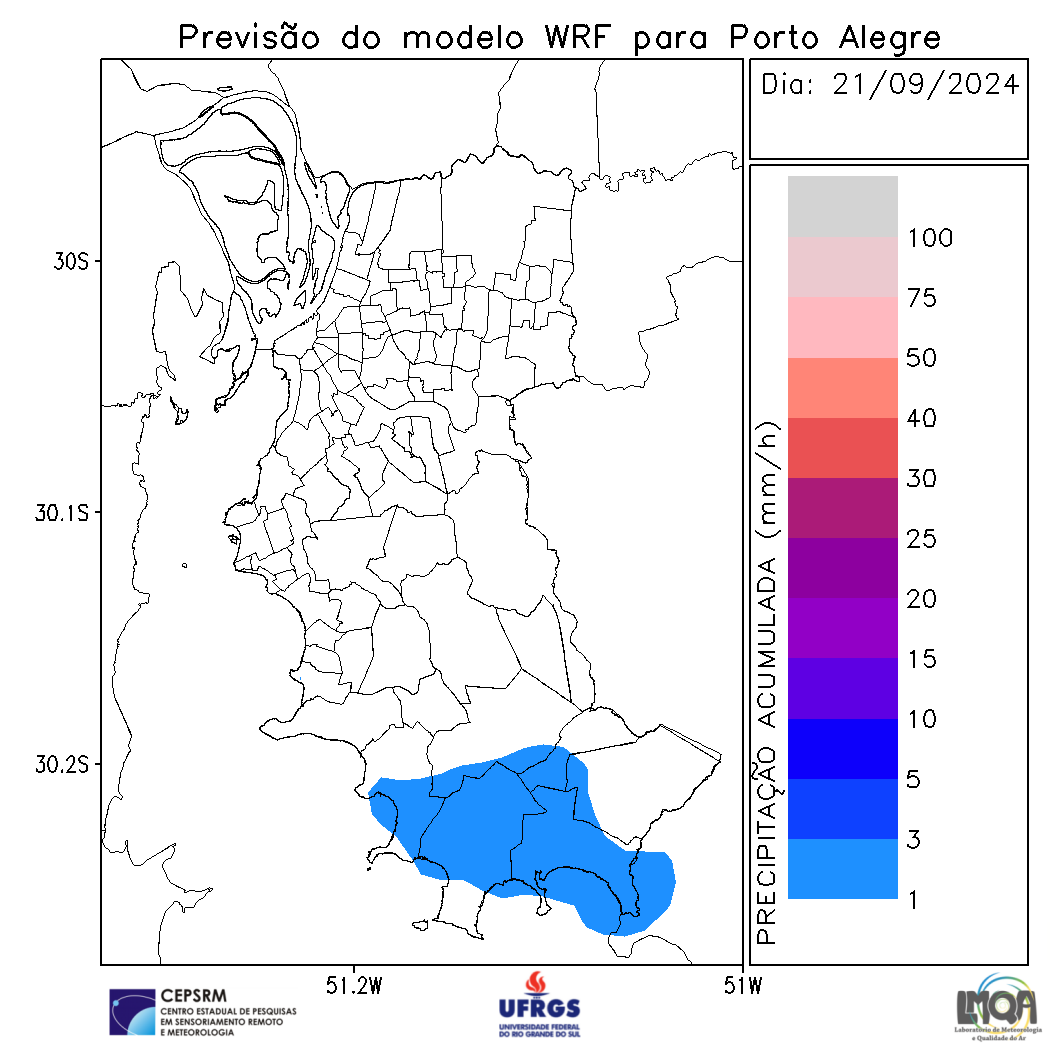 Previsão do modelo WRF para Porto Alegre
Dia: 21/09/2024
30S
30.1S
30.2S
51.2W
51W
PRECIPITAÇÃO ACUMULADA (mm/h)
100
75
50
40
30
25
20
15
10
5
3
1
CEPSRM
CENTRO ESTADUAL DE PESQUISAS
EM SENSORIAMENTO REMOTO
E METEOROLOGIA
UFRGS
UNIVERSIDADE FEDERAL
DO RIO GRANDE DO SUL
LMQA
Laboratório de Meteorologia
e Qualidade do Ar